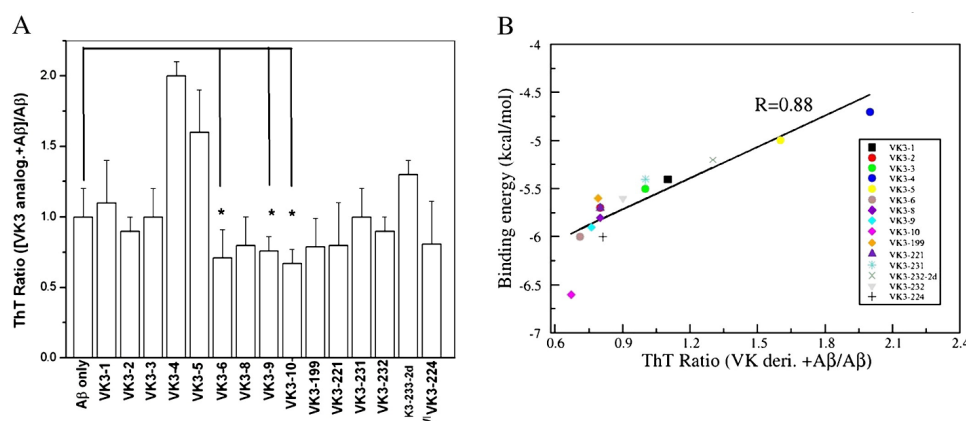 A
ThT Ratio ([VK3 analog.+Aβ]/Aβ)
2.0
1.5
1.0
0.5
0.0
* * *
Aβ only
VK3-1
VK3-2
VK3-3
VK3-4
VK3-5
VK3-6
VK3-8
VK3-9
VK3-10
VK3-199
VK3-221
VK3-231
VK3-232
K3-233-2d
VK3-224
B
Binding energy (kcal/mol)
-4
-4.5
-5
-5.5
-6
-6.5
-7
R=0.88
VK3-1
VK3-2
VK3-3
VK3-4
VK3-5
VK3-6
VK3-8
VK3-9
VK3-10
VK3-199
VK3-221
VK3-231
VK3-232-2d
VK3-232
VK3-224
0.6 0.9 1.2 1.5 1.8 2.1 2.4
ThT Ratio (VK deri. +Aβ/Aβ)